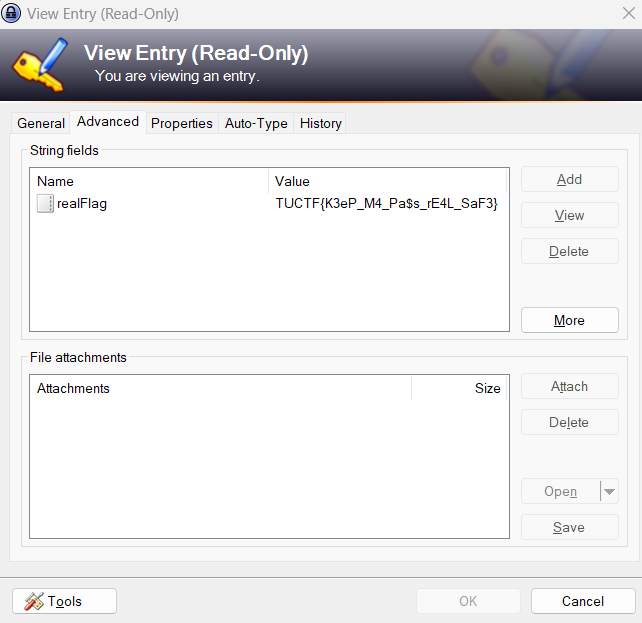 View Entry (Read-Only)
View Entry (Read-Only)
You are viewing an entry.
General Advanced Properties Auto-Type History
String fields
Name Value
realFlag TUCTF{K3eP_M4_Pa$s_rE4L_SaF3}
Add
View
Delete
More
File attachments
Attachments Size
Attach
Delete
Open
Save
Tools OK Cancel